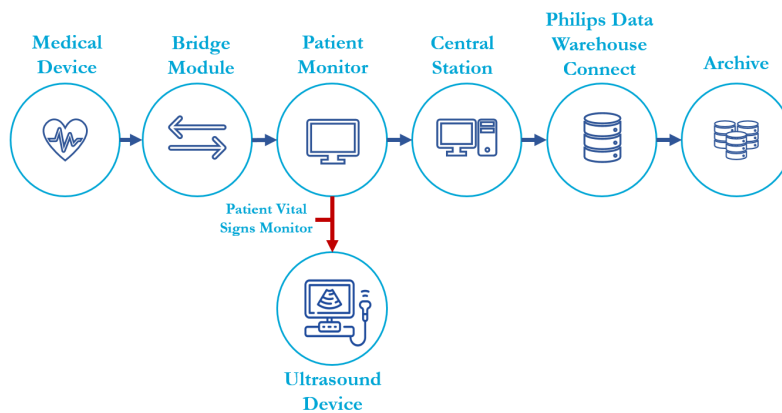 Medical
Device
Bridge
Module
Patient
Monitor
Central
Station
Philips Data
Warehouse
Connect
Archive
Patient Vital
Signs Monitor
Ultrasound
Device